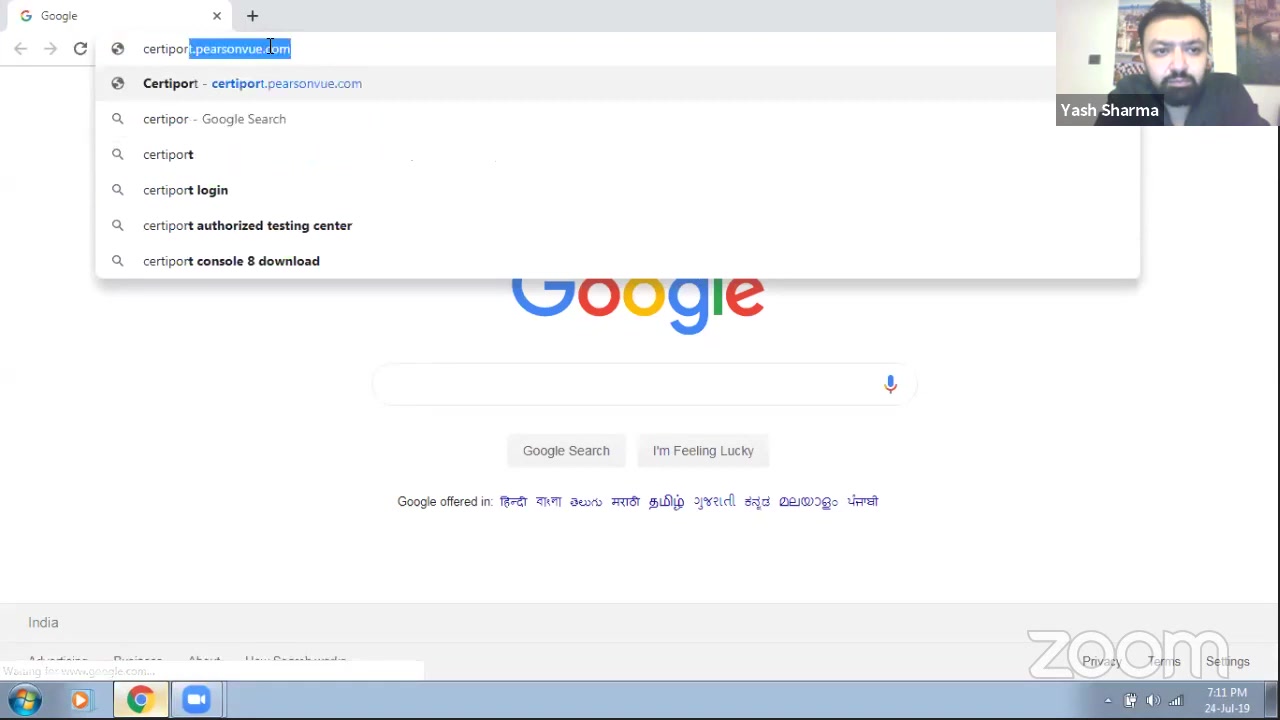 Google
certiport.pearsonvue.com
Certiport - certiport.pearsonvue.com
certipor - Google Search
certiport
certiport login
certiport authorized testing center
certiport console 8 download
Yash Sharma
Google
Google Search
I'm Feeling Lucky
Google offered in: हिन्दी বাংলা తెలుగు मराठी தமிழ் ગુજરાતી ಕನ್ನಡ മലയാളം ਪੰਜਾਬੀ
India
Advertising Business About How Search works
Privacy Terms Settings
Waiting for www.google.com...
zoom
7:11 PM
24-Jul-19